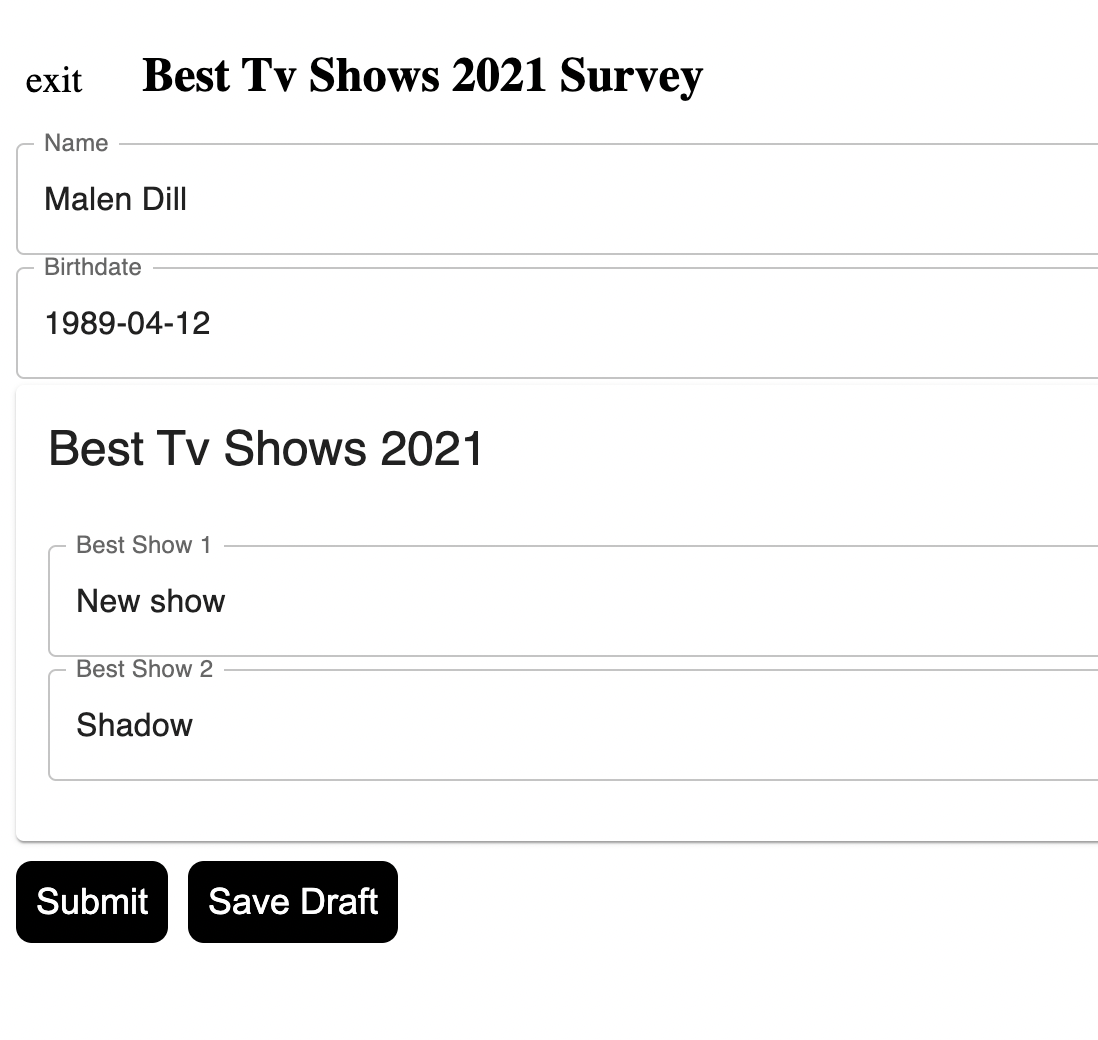 exit Best Tv Shows 2021 Survey
Name
Malen Dill
Birthdate
1989-04-12
Best Tv Shows 2021
Best Show 1
New show
Best Show 2
Shadow
Submit Save Draft